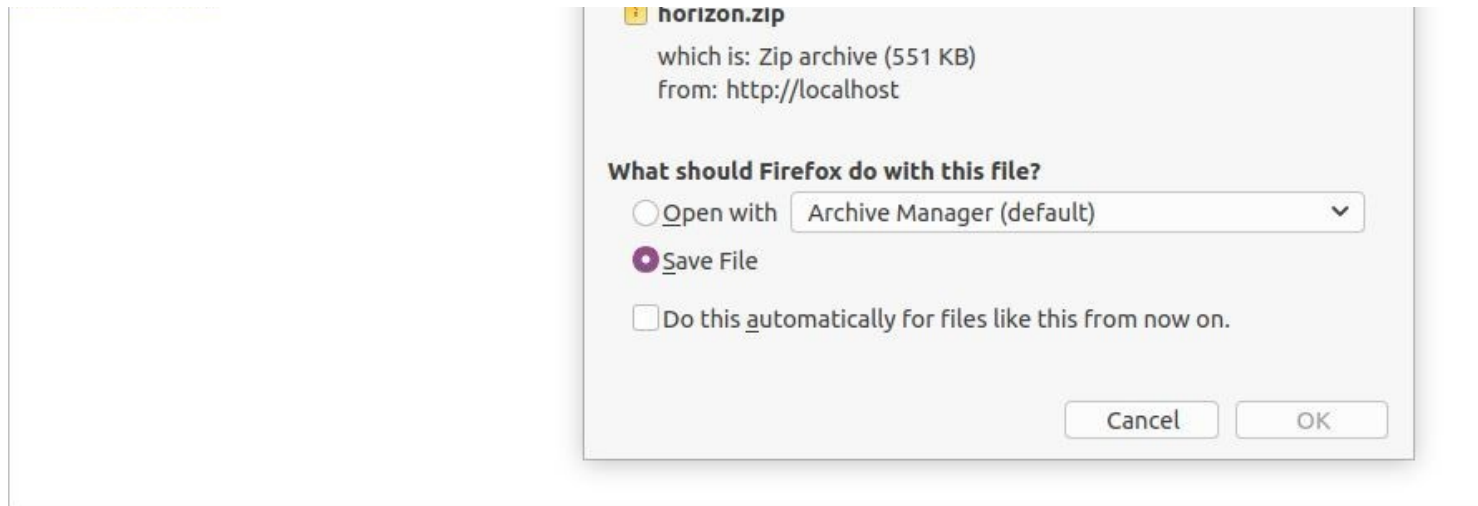 horizon.zip
which is: Zip archive (551 KB)
from: http://localhost
What should Firefox do with this file?
Open with Archive Manager (default)
Save File
Do this automatically for files like this from now on.
Cancel OK